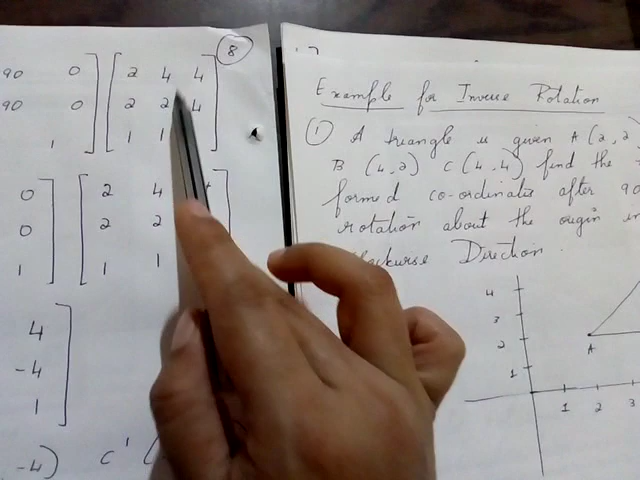 8
90 0 2 4 4
90 0 2 2 4
1 1 1
0 2 4
0 2 2
1 1 1
4
-4
1
-4) C' (
17
Example for Inverse Rotation
1 A triangle is given A(2,2)
B (4,2) C(4,4) find the
formed co-ordinates after 90
rotation about the origin in
Direction.
4
3
2
1
A
1 2 3